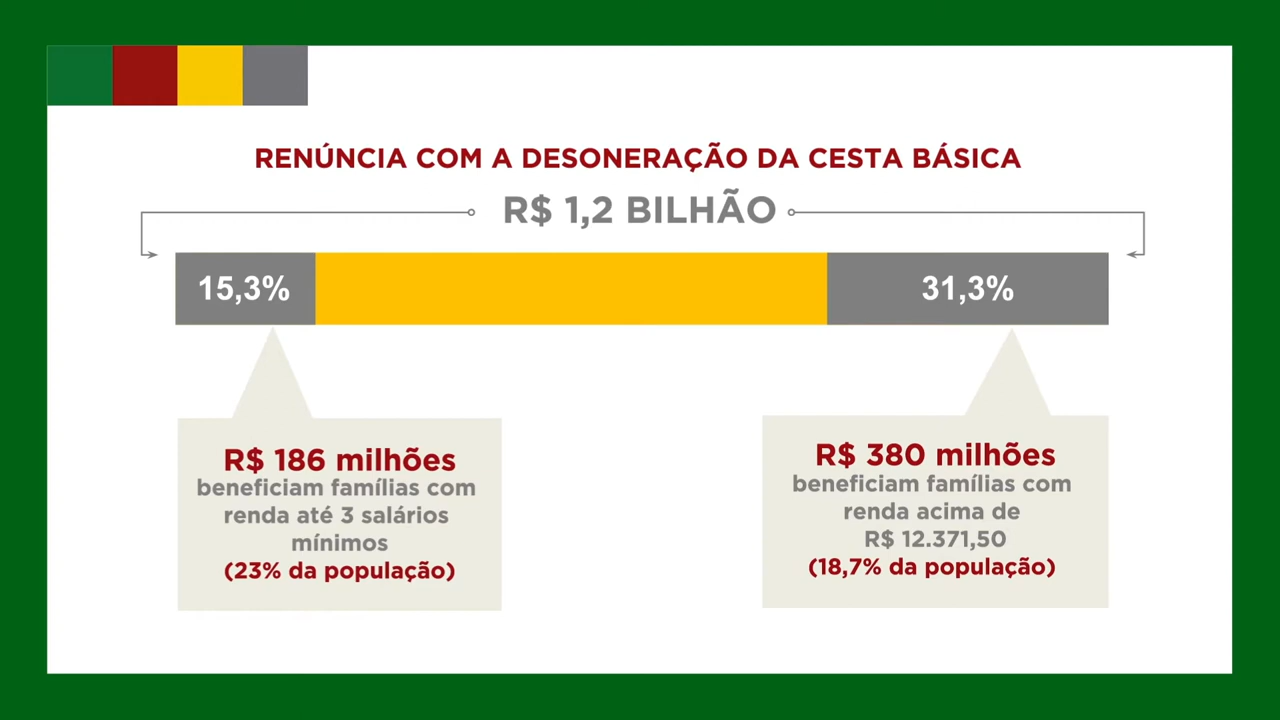 RENÚNCIA COM A DESONERAÇÃO DA CESTA BÁSICA
R$ 1,2 BILHÃO
15,3%
31,3%
R$ 186 milhões
beneficiam famílias com
renda até 3 salários
mínimos
(23% da população)
R$ 380 milhões
beneficiam famílias com
renda acima de
R$ 12.371,50
(18,7% da população)